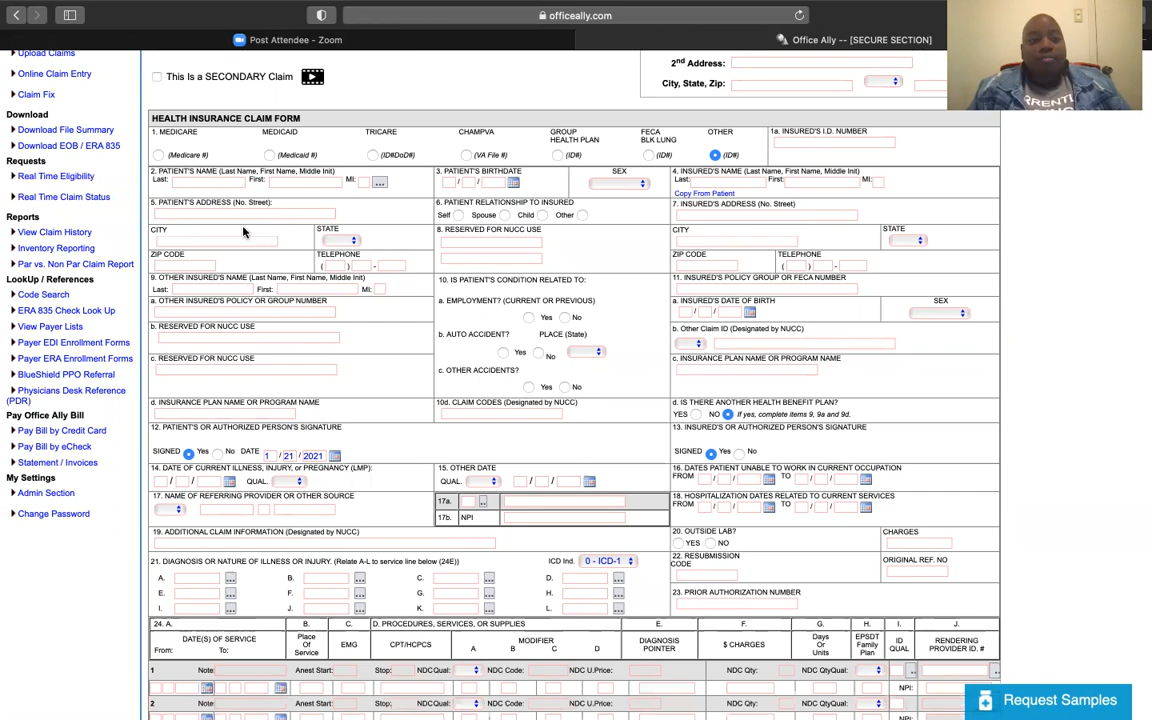 officeally.com
Post Attendee - Zoom
Office Ally -- [SECURE SECTION]
Upload Claims
Online Claim Entry
Claim Fix
Download
Download File Summary
Download EOB / ERA 835
Requests
Real Time Eligibility
Real Time Claim Status
Reports
View Claim History
Inventory Reporting
Par vs. Non Par Claim Report
LookUp / References
Code Search
ERA 835 Check Look Up
View Payer Lists
Payer EDI Enrollment Forms
Payer ERA Enrollment Forms
BlueShield PPO Referral
Physicians Desk Reference
(PDR)
Pay Office Ally Bill
Pay Bill by Credit Card
Pay Bill by eCheck
Statement / Invoices
My Settings
Admin Section
Change Password
This Is a SECONDARY Claim
2nd Address:
City, State, Zip:
HEALTH INSURANCE CLAIM FORM
1. MEDICARE MEDICAID TRICARE CHAMPVA GROUP HEALTH PLAN FECA BLK LUNG OTHER
(Medicare #) (Medicaid #) (ID#DoD#) (VA File #) (ID#) (ID#) (ID#)
1a. INSURED'S I.D. NUMBER
2. PATIENT'S NAME (Last Name, First Name, Middle Init)
Last: First: MI: ...
3. PATIENT'S BIRTHDATE SEX
/ /
4. INSURED'S NAME (Last Name, First Name, Middle Init)
Last: First: MI:
Copy From Patient
5. PATIENT'S ADDRESS (No. Street):
6. PATIENT RELATIONSHIP TO INSURED
Self Spouse Child Other
7. INSURED'S ADDRESS (No. Street)
CITY STATE
8. RESERVED FOR NUCC USE
CITY STATE
ZIP CODE TELEPHONE
( ) -
ZIP CODE TELEPHONE
( ) -
9. OTHER INSURED'S NAME (Last Name, First Name, Middle Init)
Last: First: MI:
10. IS PATIENT'S CONDITION RELATED TO:
11. INSURED'S POLICY GROUP OR FECA NUMBER
a. OTHER INSURED'S POLICY OR GROUP NUMBER
a. EMPLOYMENT? (CURRENT OR PREVIOUS)
Yes No
a. INSURED'S DATE OF BIRTH SEX
/ /
b. RESERVED FOR NUCC USE
b. AUTO ACCIDENT? PLACE (State)
Yes No
b. Other Claim ID (Designated by NUCC)
c. RESERVED FOR NUCC USE
c. OTHER ACCIDENTS?
Yes No
c. INSURANCE PLAN NAME OR PROGRAM NAME
d. INSURANCE PLAN NAME OR PROGRAM NAME
10d. CLAIM CODES (Designated by NUCC)
d. IS THERE ANOTHER HEALTH BENEFIT PLAN?
YES NO If yes, complete items 9, 9a and 9d.
12. PATIENT'S OR AUTHORIZED PERSON'S SIGNATURE
SIGNED Yes No DATE 1 / 21 / 2021
13. INSURED'S OR AUTHORIZED PERSON'S SIGNATURE
SIGNED Yes No
14. DATE OF CURRENT ILLNESS, INJURY, or PREGNANCY (LMP):
/ / QUAL.
15. OTHER DATE
QUAL. / /
16. DATES PATIENT UNABLE TO WORK IN CURRENT OCCUPATION
FROM / / TO / /
17. NAME OF REFERRING PROVIDER OR OTHER SOURCE
17a. ..
17b. NPI
18. HOSPITALIZATION DATES RELATED TO CURRENT SERVICES
FROM / / TO / /
19. ADDITIONAL CLAIM INFORMATION (Designated by NUCC)
20. OUTSIDE LAB? CHARGES
YES NO
21. DIAGNOSIS OR NATURE OF ILLNESS OR INJURY. (Relate A-L to service line below (24E)) ICD Ind. 0 - ICD-1
A. ... B. ... C. ... D. ...
E. ... F. ... G. ... H. ...
I. ... J. ... K. ... L. ...
22. RESUBMISSION CODE ORIGINAL REF. NO
23. PRIOR AUTHORIZATION NUMBER
24. A. B. C. D. PROCEDURES, SERVICES, OR SUPPLIES E. F. G. H. I. J.
DATE(S) OF SERVICE
From: To:
Place Of Service
EMG
CPT/HCPCS
MODIFIER
A B C D
DIAGNOSIS POINTER
$ CHARGES
Days Or Units
EPSDT Family Plan
ID QUAL
RENDERING PROVIDER ID. #
1 Note: Anest Start: Stop: NDCQual: NDC Code: NDC U.Price: NDC Qty: NDC QtyQual: ..
NPI:
2 Note: Anest Start: Stop; NDCQual: NDC Code: NDC U.Price: NDC Qty: NDC QtyQual:
NPI:
Request Samples